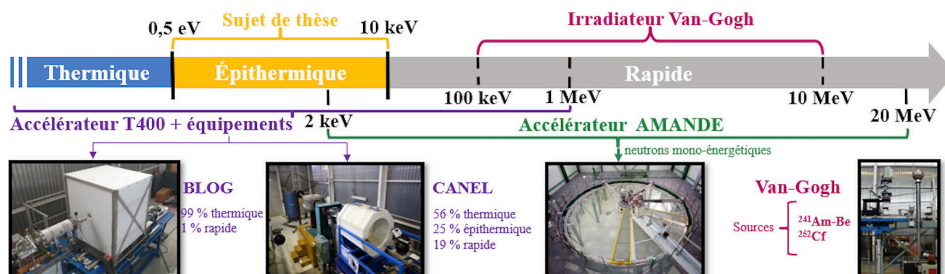 Sujet de thèse
Irradiateur Van-Gogh
0,5 eV
10 keV
Thermique
Épithermique
Rapide
100 keV
1 MeV
10 MeV
Accélérateur T400 + équipements
2 keV
Accélérateur AMANDE
20 MeV
neutrons mono-énergétiques
BLOG
99 % thermique
1 % rapide
CANEL
56 % thermique
25 % épithermique
19 % rapide
Van-Gogh
Sources
²⁴¹Am-Be
²⁵²Cf